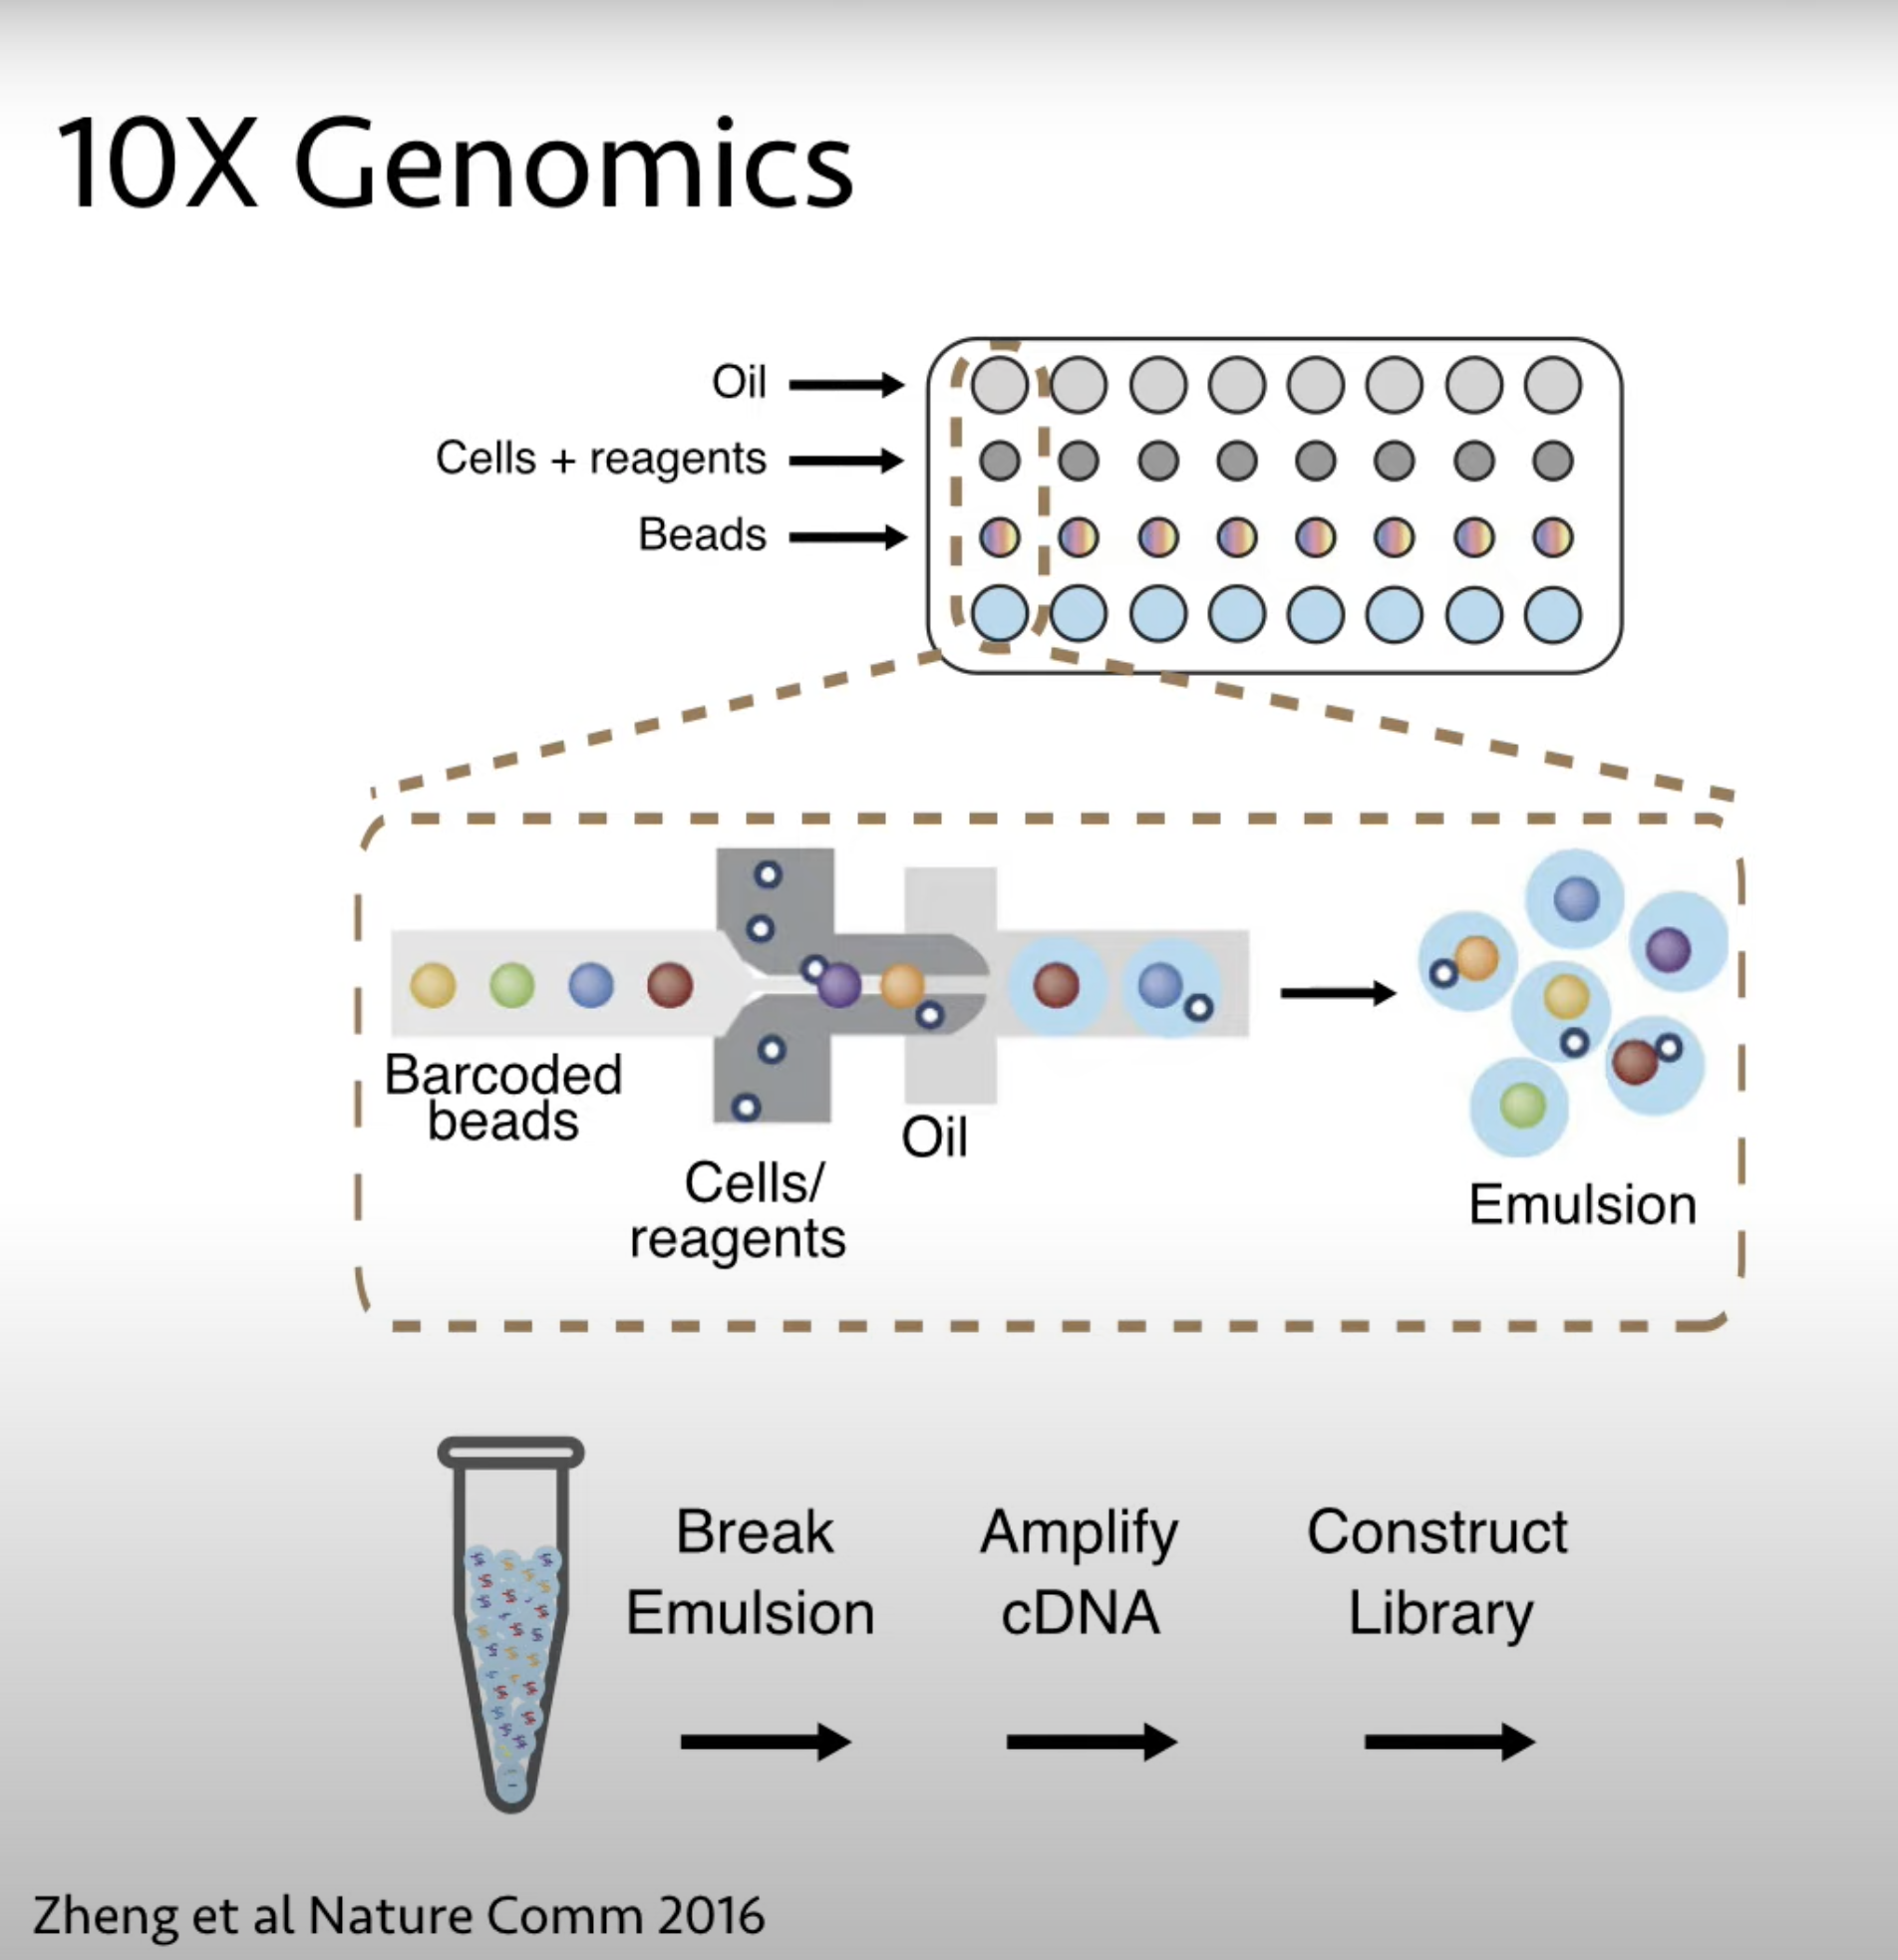 10X Genomics
Oil
Cells + reagents
Beads
Barcoded
beads
Cells/
reagents
Oil
Emulsion
Break
Emulsion
Amplify
cDNA
Construct
Library
Zheng et al Nature Comm 2016